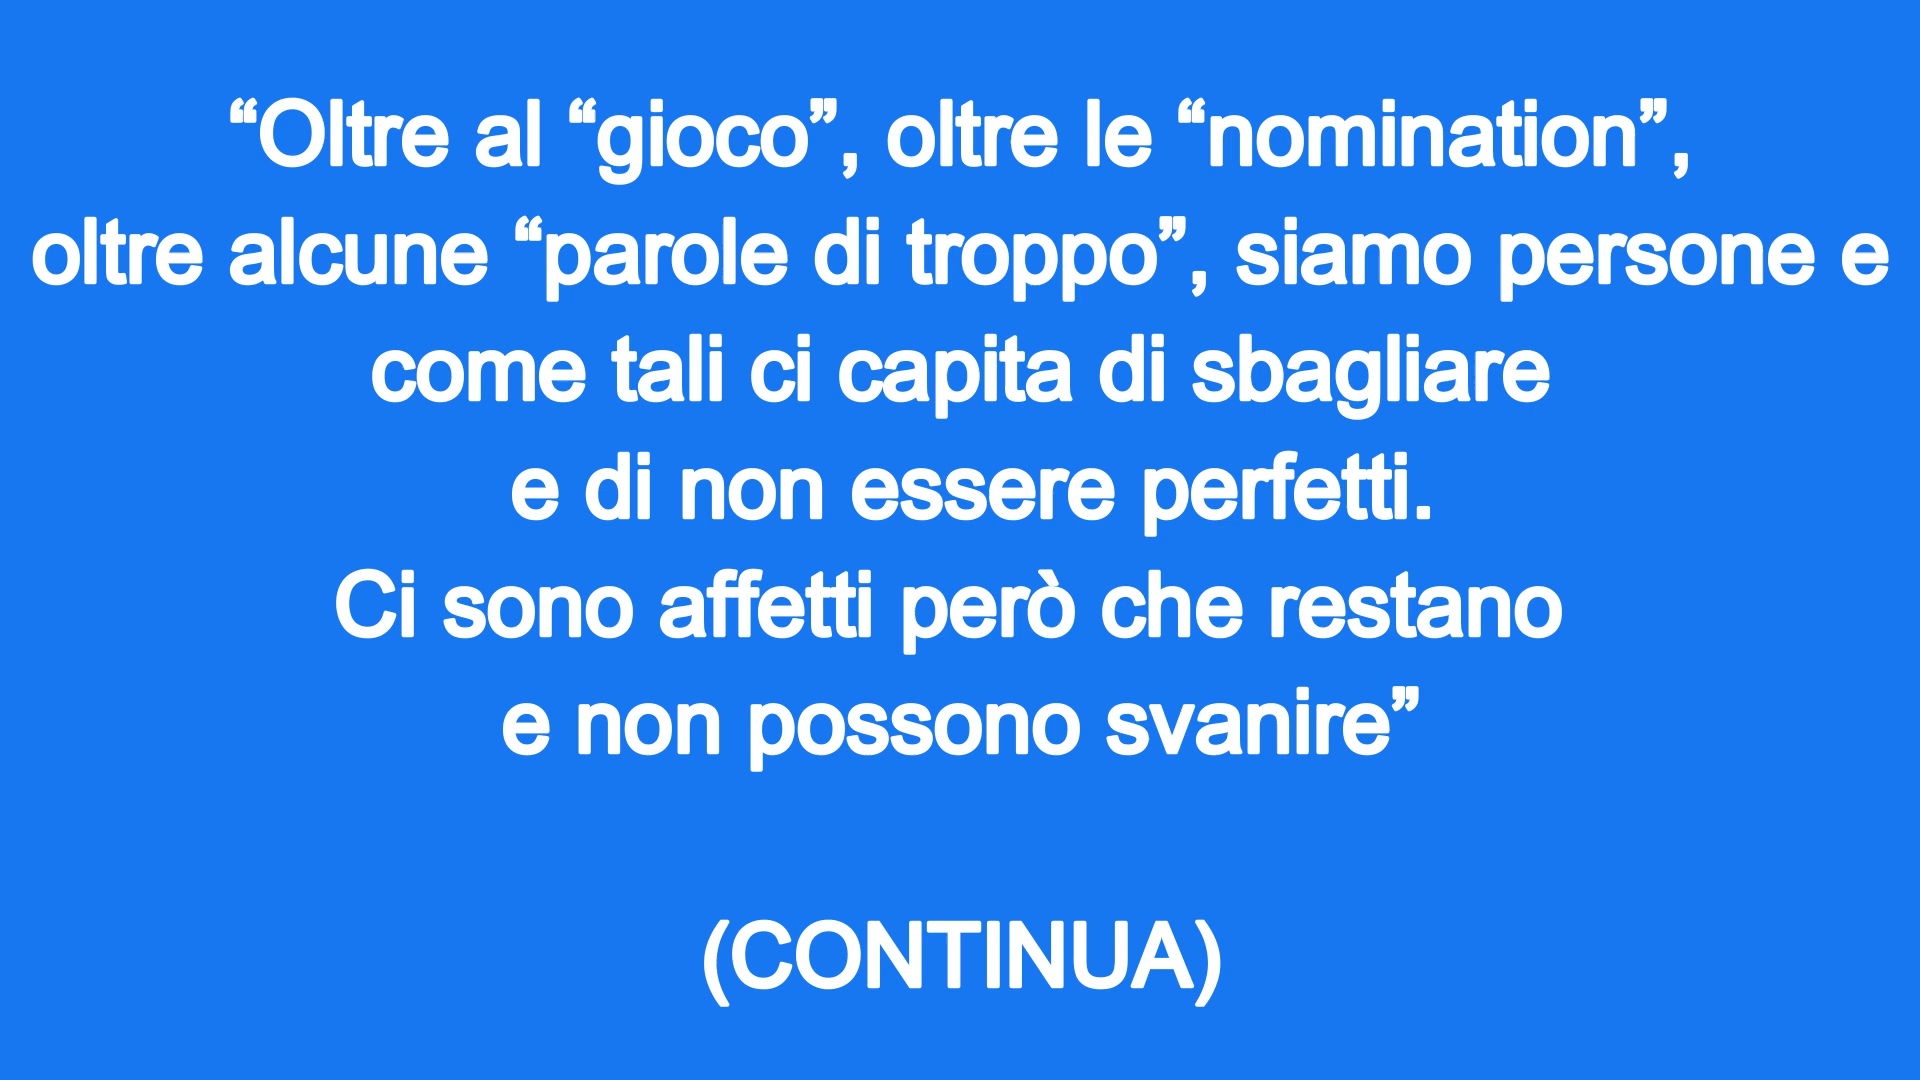 “Oltre al “gioco”, oltre le “nomination”,
oltre alcune “parole di troppo”, siamo persone e
come tali ci capita di sbagliare
e di non essere perfetti.
Ci sono affetti però che restano
e non possono svanire”
(CONTINUA)